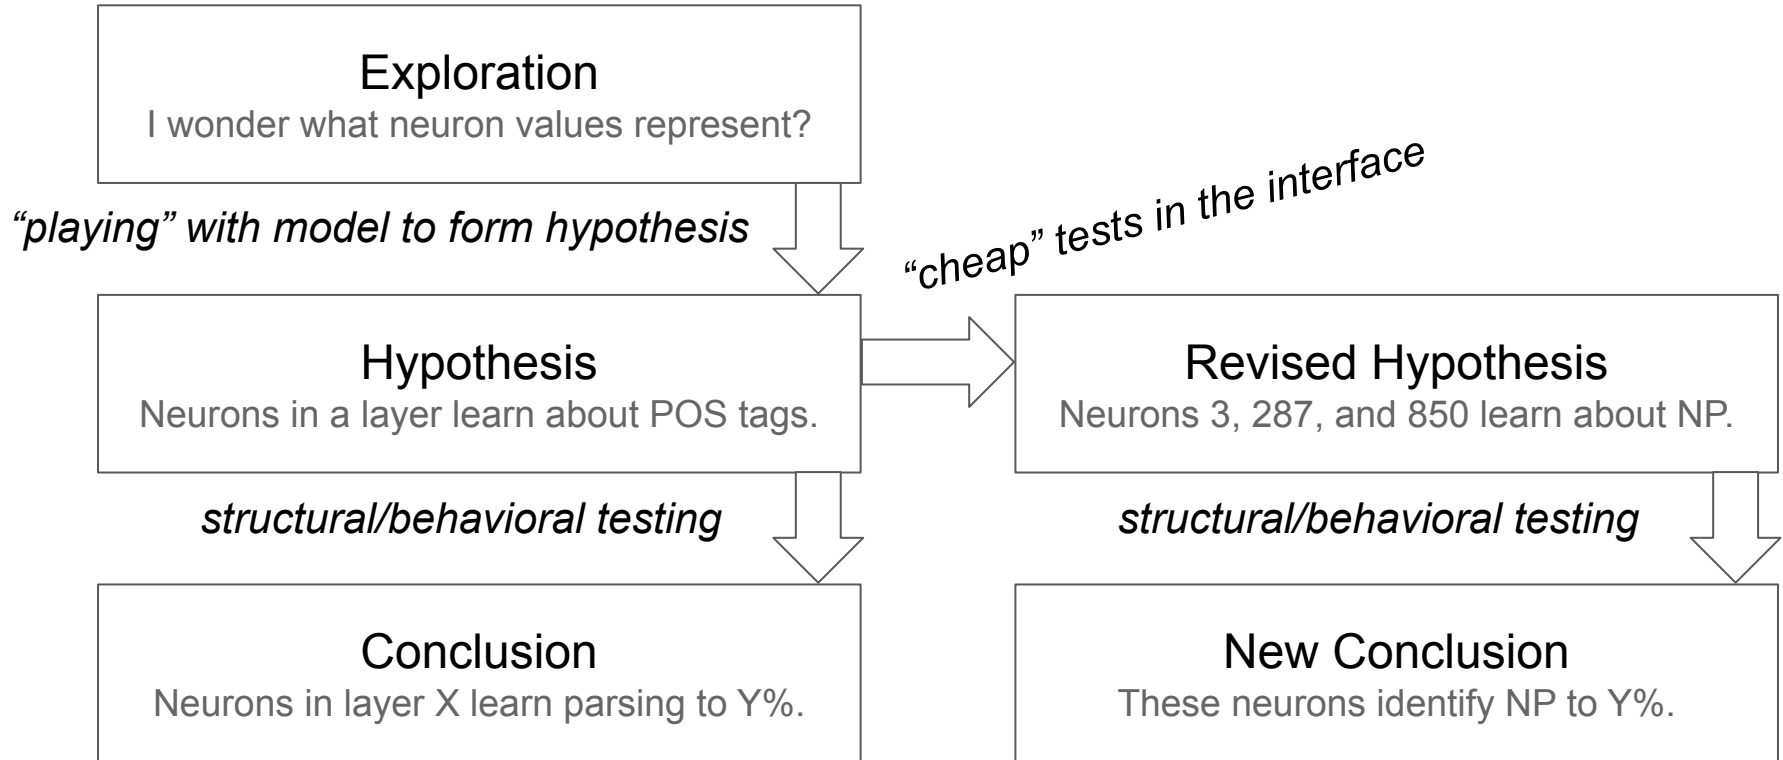 Exploration
I wonder what neuron values represent?
“playing” with model to form hypothesis
“cheap” tests in the interface
Hypothesis
Neurons in a layer learn about POS tags.
Revised Hypothesis
Neurons 3, 287, and 850 learn about NP.
structural/behavioral testing
structural/behavioral testing
Conclusion
Neurons in layer X learn parsing to Y%.
New Conclusion
These neurons identify NP to Y%.